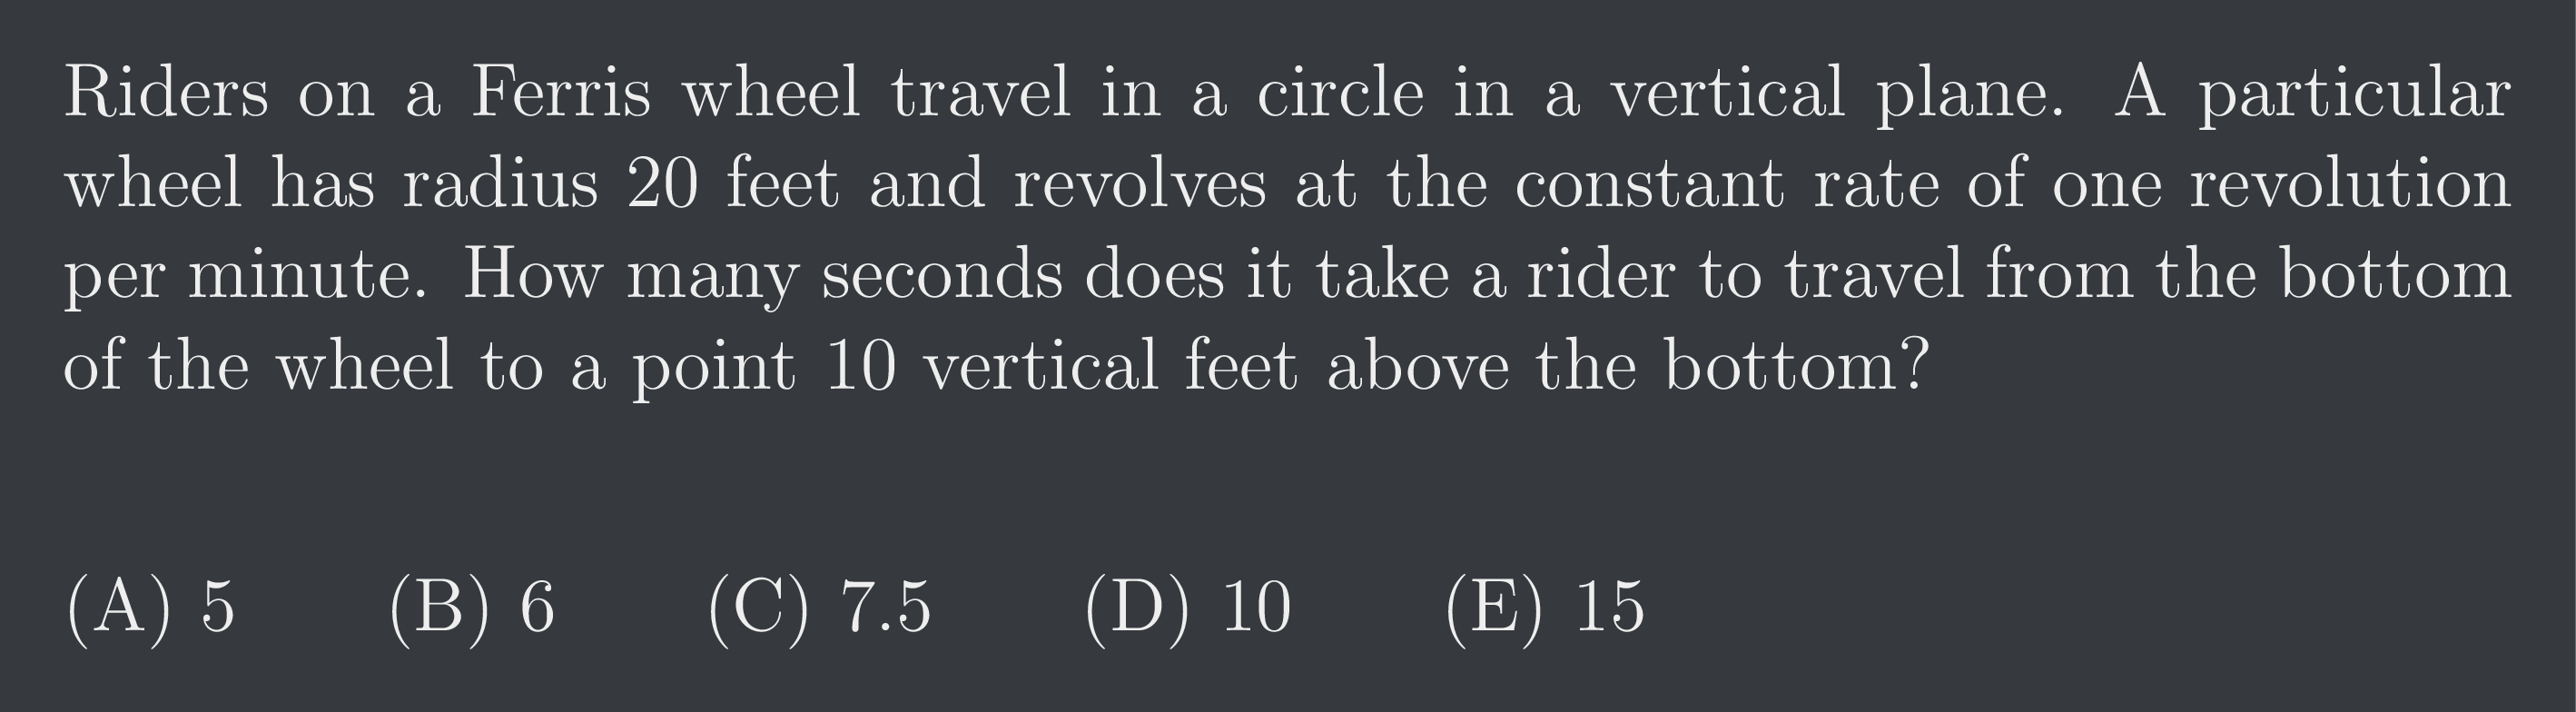 Riders on a Ferris wheel travel in a circle in a vertical plane. A particular
wheel has radius 20 feet and revolves at the constant rate of one revolution
per minute. How many seconds does it take a rider to travel from the bottom
of the wheel to a point 10 vertical feet above the bottom?
(A) 5 (B) 6 (C) 7.5 (D) 10 (E) 15